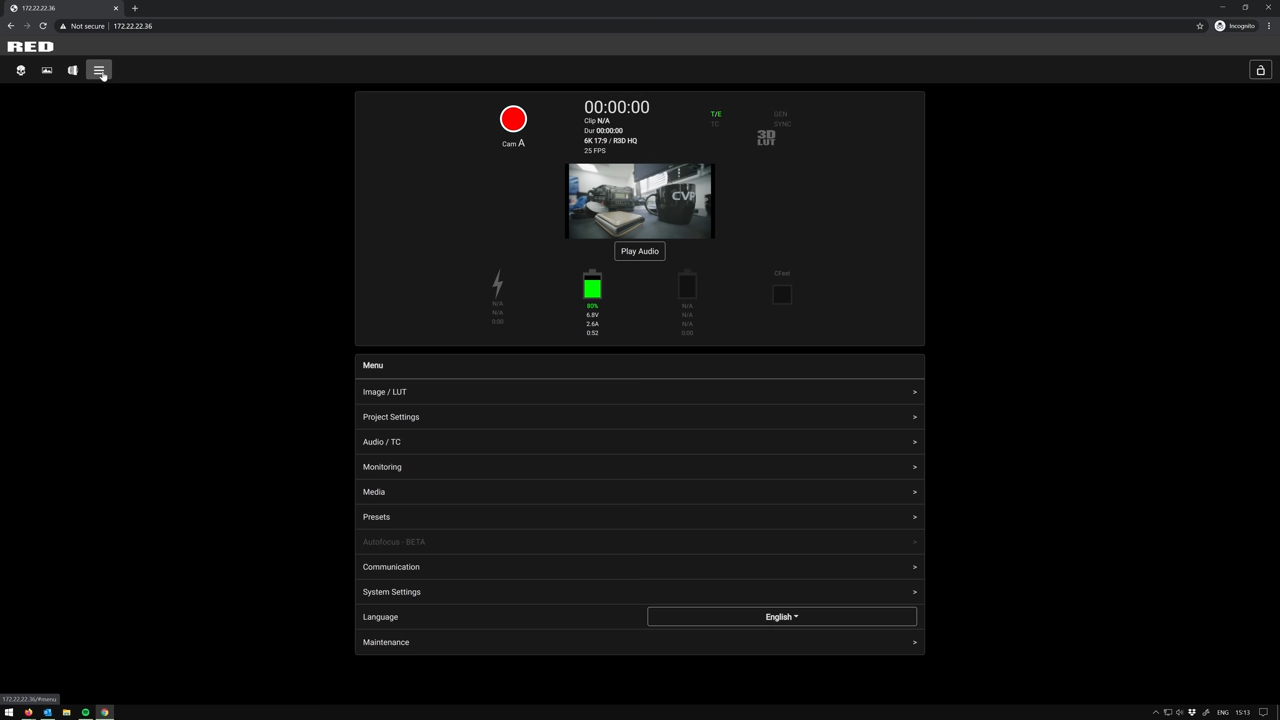 172.22.22.36
Not secure
172.22.22.36
Incognito
RED
00:00:00
Clip N/A
Dur 00:00:00
6K 17:9 / R3D HQ
25 FPS
Cam A
T/E
TC
GEN
SYNC
3D
LUT
CVP
Play Audio
N/A
N/A
0:00
80%
6.8V
2.6A
0:52
N/A
N/A
0:00
CFast
Menu
Image / LUT >
Project Settings >
Audio / TC >
Monitoring >
Media >
Presets >
Autofocus - BETA >
Communication >
System Settings >
Language English
Maintenance >
172.22.22.36/#menu
ENG 15:13